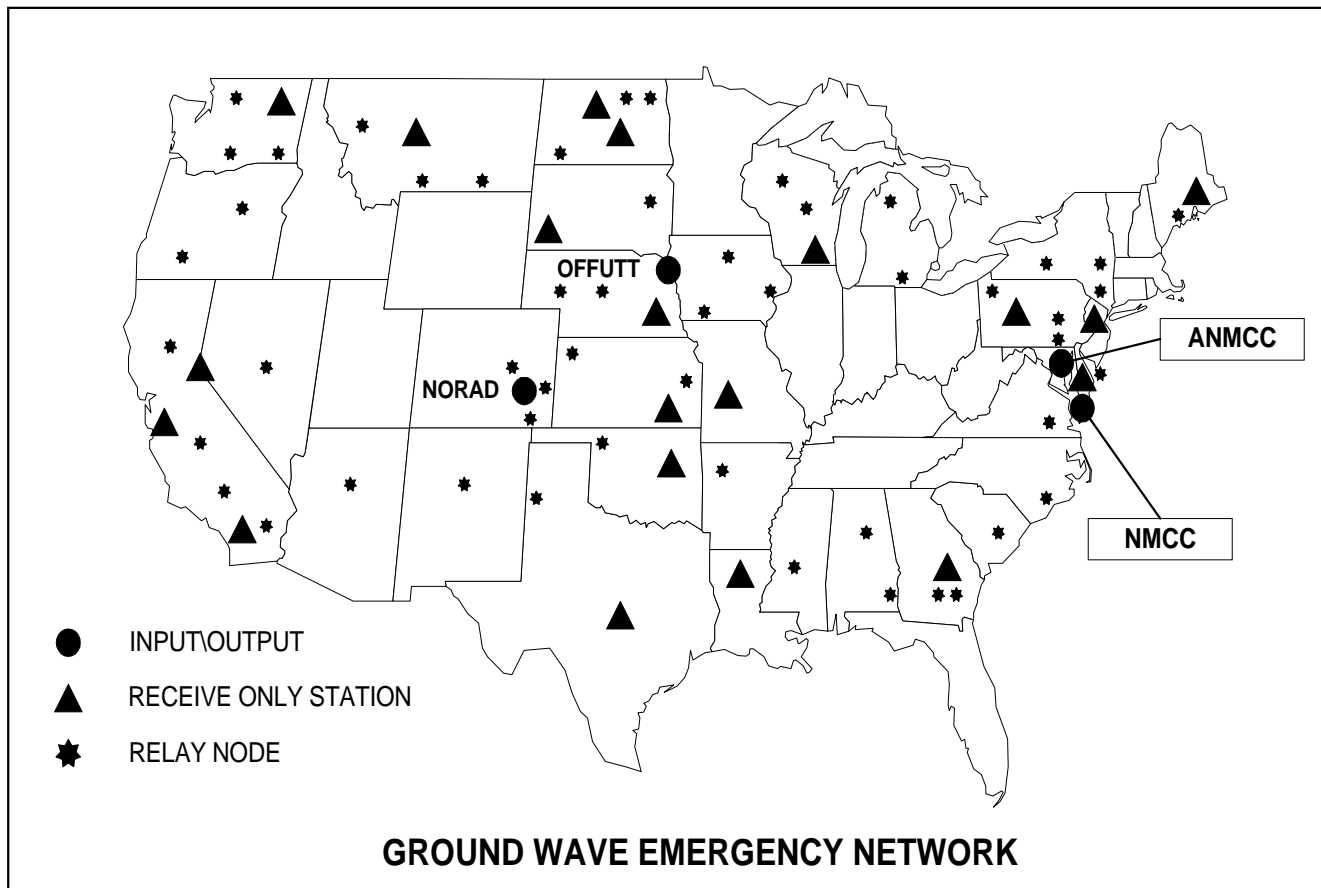 OFFUTT
ANMCC
NORAD
NMCC
INPUT\OUTPUT
RECEIVE ONLY STATION
RELAY NODE
GROUND WAVE EMERGENCY NETWORK